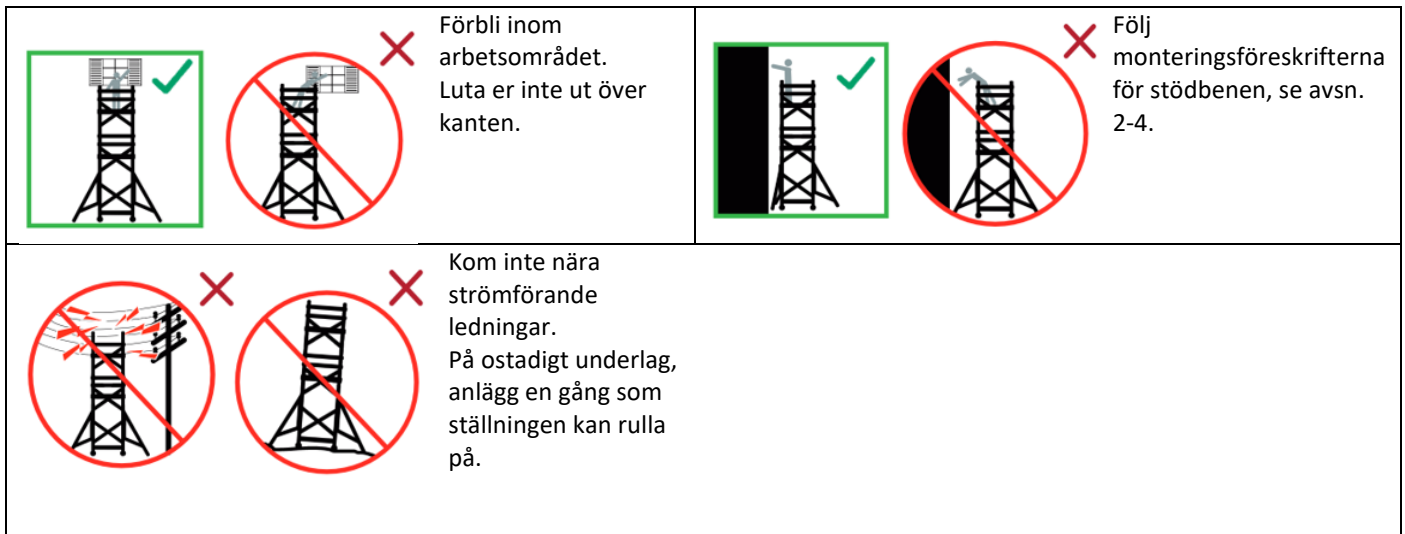 Förbli inom
arbetsområdet.
Luta er inte ut över
kanten.
Följ
monteringsföreskrifterna
för stödbenen, se avsn.
2-4.
Kom inte nära
strömförande
ledningar.
På ostadigt underlag,
anlägg en gång som
ställningen kan rulla
på.